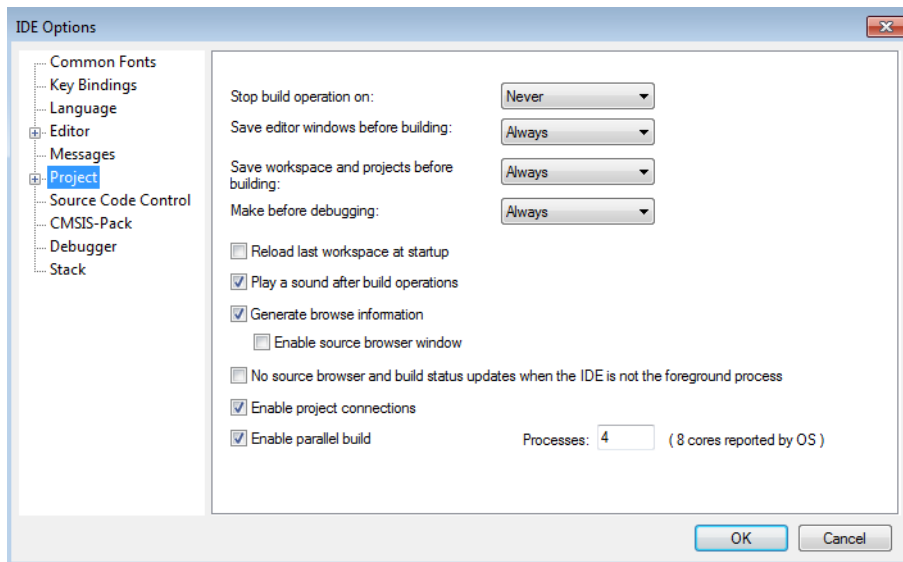 IDE Options
Common Fonts
Key Bindings
Language
Editor
Messages
Project
Source Code Control
CMSIS-Pack
Debugger
Stack
Stop build operation on: Never
Save editor windows before building: Always
Save workspace and projects before
building: Always
Make before debugging: Always
Reload last workspace at startup
Play a sound after build operations
Generate browse information
Enable source browser window
No source browser and build status updates when the IDE is not the foreground process
Enable project connections
Enable parallel build Processes: 4 ( 8 cores reported by OS )
OK Cancel